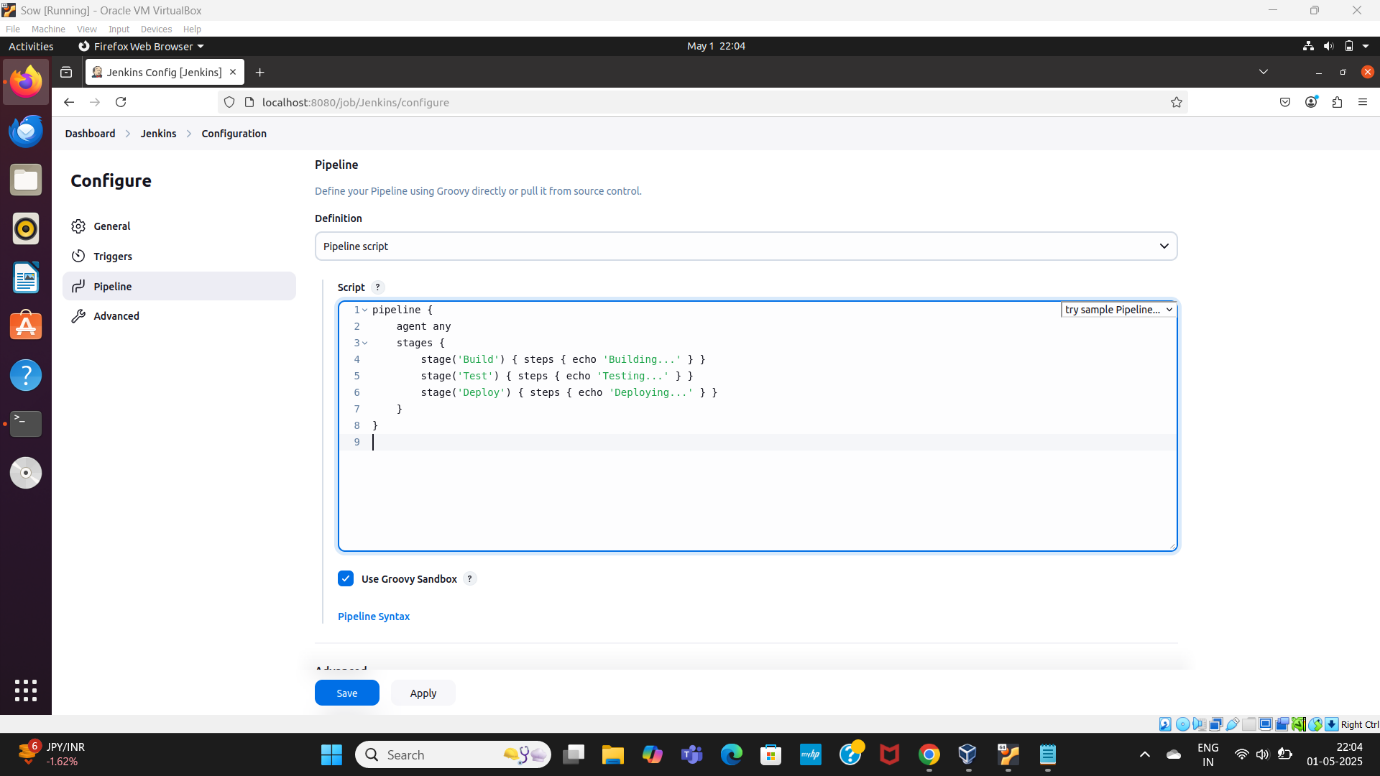 Sow [Running] - Oracle VM VirtualBox
File Machine View Input Devices Help
Activities Firefox Web Browser May 1 22:04
Jenkins Config [Jenkins]
localhost:8080/job/Jenkins/configure
Dashboard > Jenkins > Configuration
Configure
General
Triggers
Pipeline
Advanced
Pipeline
Define your Pipeline using Groovy directly or pull it from source control.
Definition
Pipeline script
Script ?
try sample Pipeline...
1 pipeline {
2     agent any
3     stages {
4         stage('Build') { steps { echo 'Building...' } }
5         stage('Test') { steps { echo 'Testing...' } }
6         stage('Deploy') { steps { echo 'Deploying...' } }
7     }
8 }
9
Use Groovy Sandbox ?
Pipeline Syntax
Advanced
Save Apply
Right Ctrl
6 JPY/INR
-1.62%
Search
myhp
ENG
IN
22:04
01-05-2025